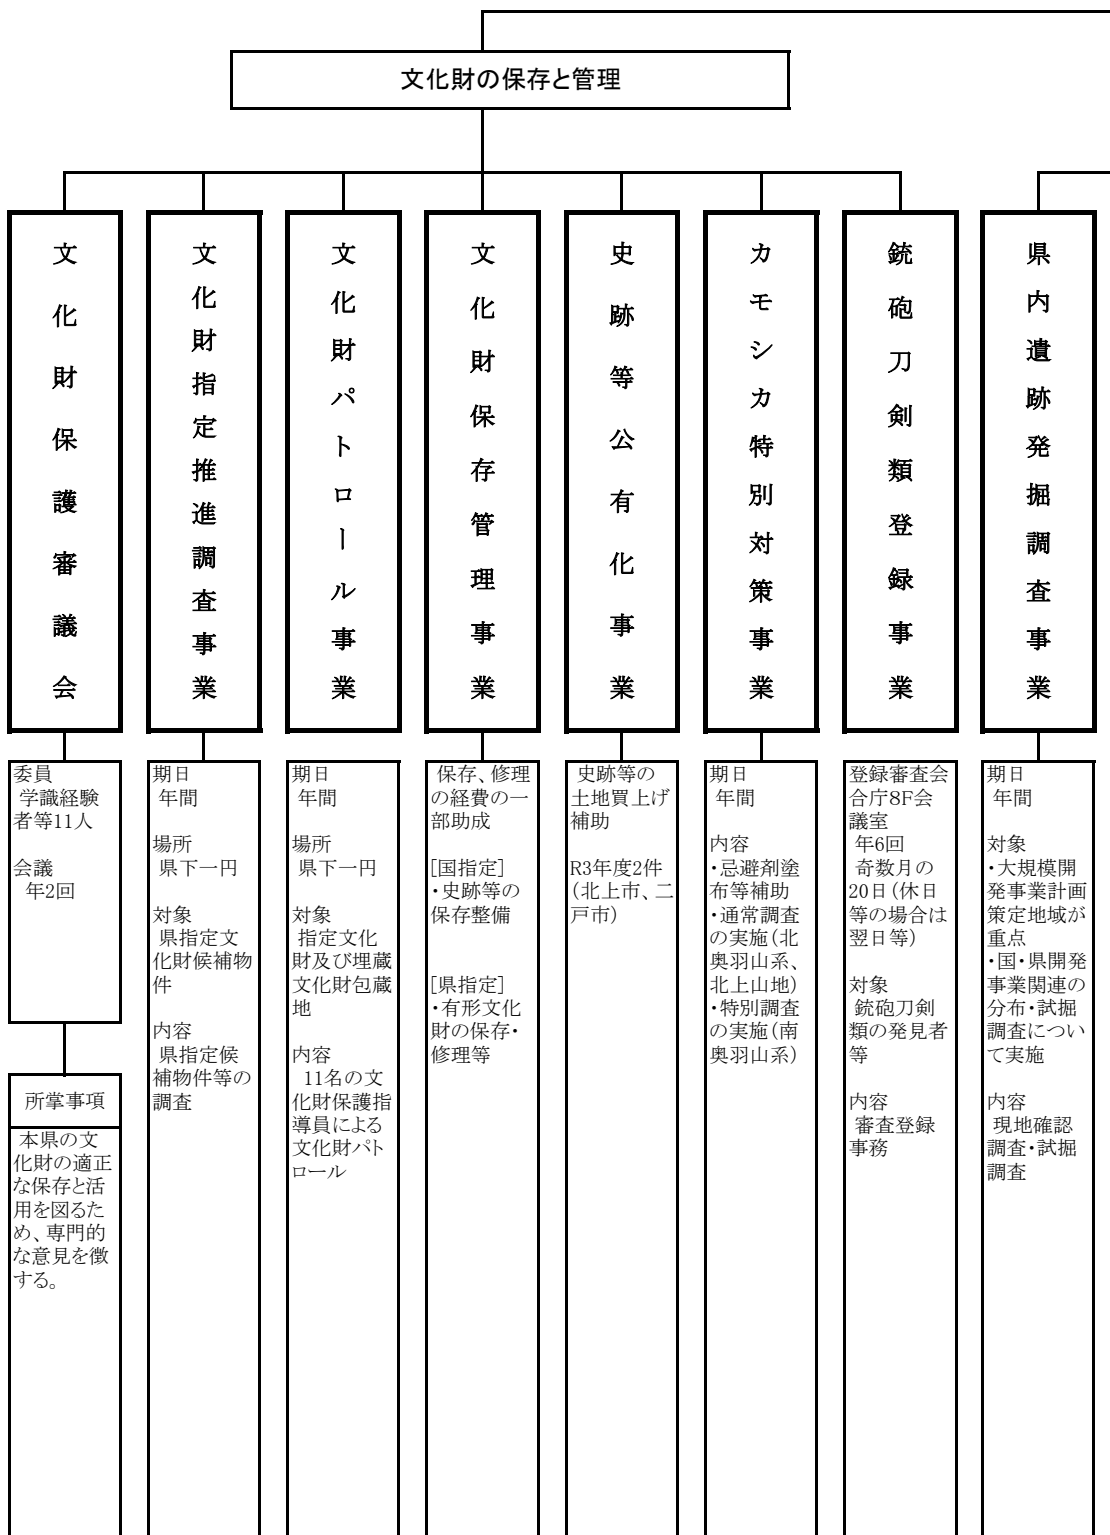 文化財の保存と管理
文化財保護審議会
委員
学識経験
者等11人
会議
年2回
所掌事項
本県の文
化財の適正
な保存と活
用を図るた
め、専門的
な意見を徴
する。
文化財指定推進調査事業
期日
年間
場所
県下一円
対象
県指定文
化財候補物
件
内容
県指定候
補物件等の
調査
文化財パトロール事業
期日
年間
場所
県下一円
対象
指定文化
財及び埋蔵
文化財包蔵
地
内容
11名の文
化財保護指
導員による
文化財パト
ロール
文化財保存管理事業
保存、修理
の経費の一
部助成
[国指定]
・史跡等の
保存整備
[県指定]
・有形文化
財の保存・
修理等
史跡等公有化事業
史跡等の
土地買上げ
補助
R3年度2件
(北上市、二
戸市)
カモシカ特別対策事業
期日
年間
内容
・忌避剤塗
布等補助
・通常調査
の実施(北
奥羽山系、
北上山地)
・特別調査
の実施(南
奥羽山系)
銃砲刀剣類登録事業
登録審査会
合庁8F会
議室
年6回
奇数月の
20日(休日
等の場合は
翌日等)
対象
銃砲刀剣
類の発見者
等
内容
審査登録
事務
県内遺跡発掘調査事業
期日
年間
対象
・大規模開
発事業計画
策定地域が
重点
・国・県開発
事業関連の
分布・試掘
調査につい
て実施
内容
現地確認
調査・試掘
調査